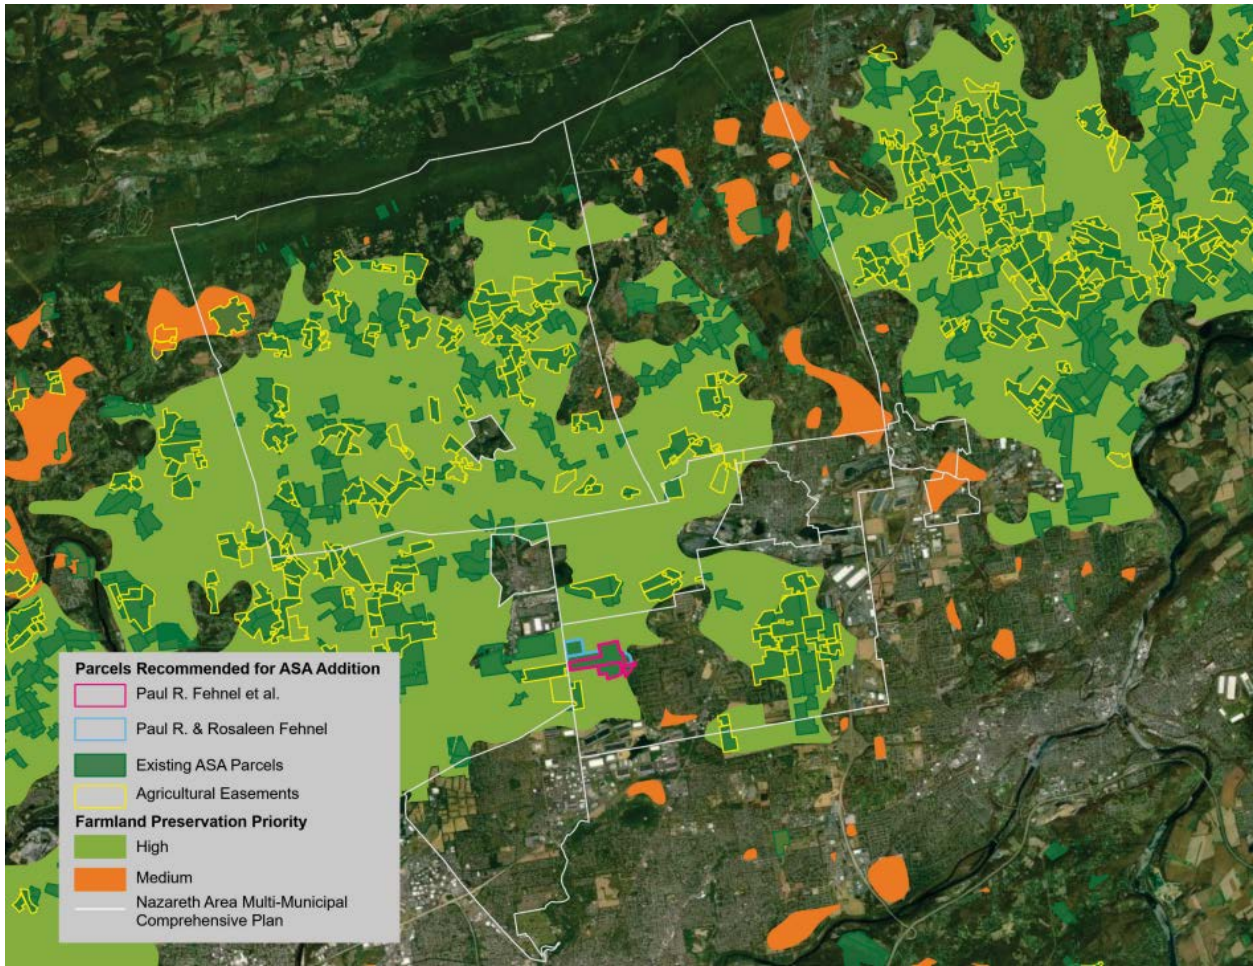 Parcels Recommended for ASA Addition
Paul R. Fehnel et al.
Paul R. & Rosaleen Fehnel
Existing ASA Parcels
Agricultural Easements
Farmland Preservation Priority
High
Medium
Nazareth Area Multi-Municipal
Comprehensive Plan